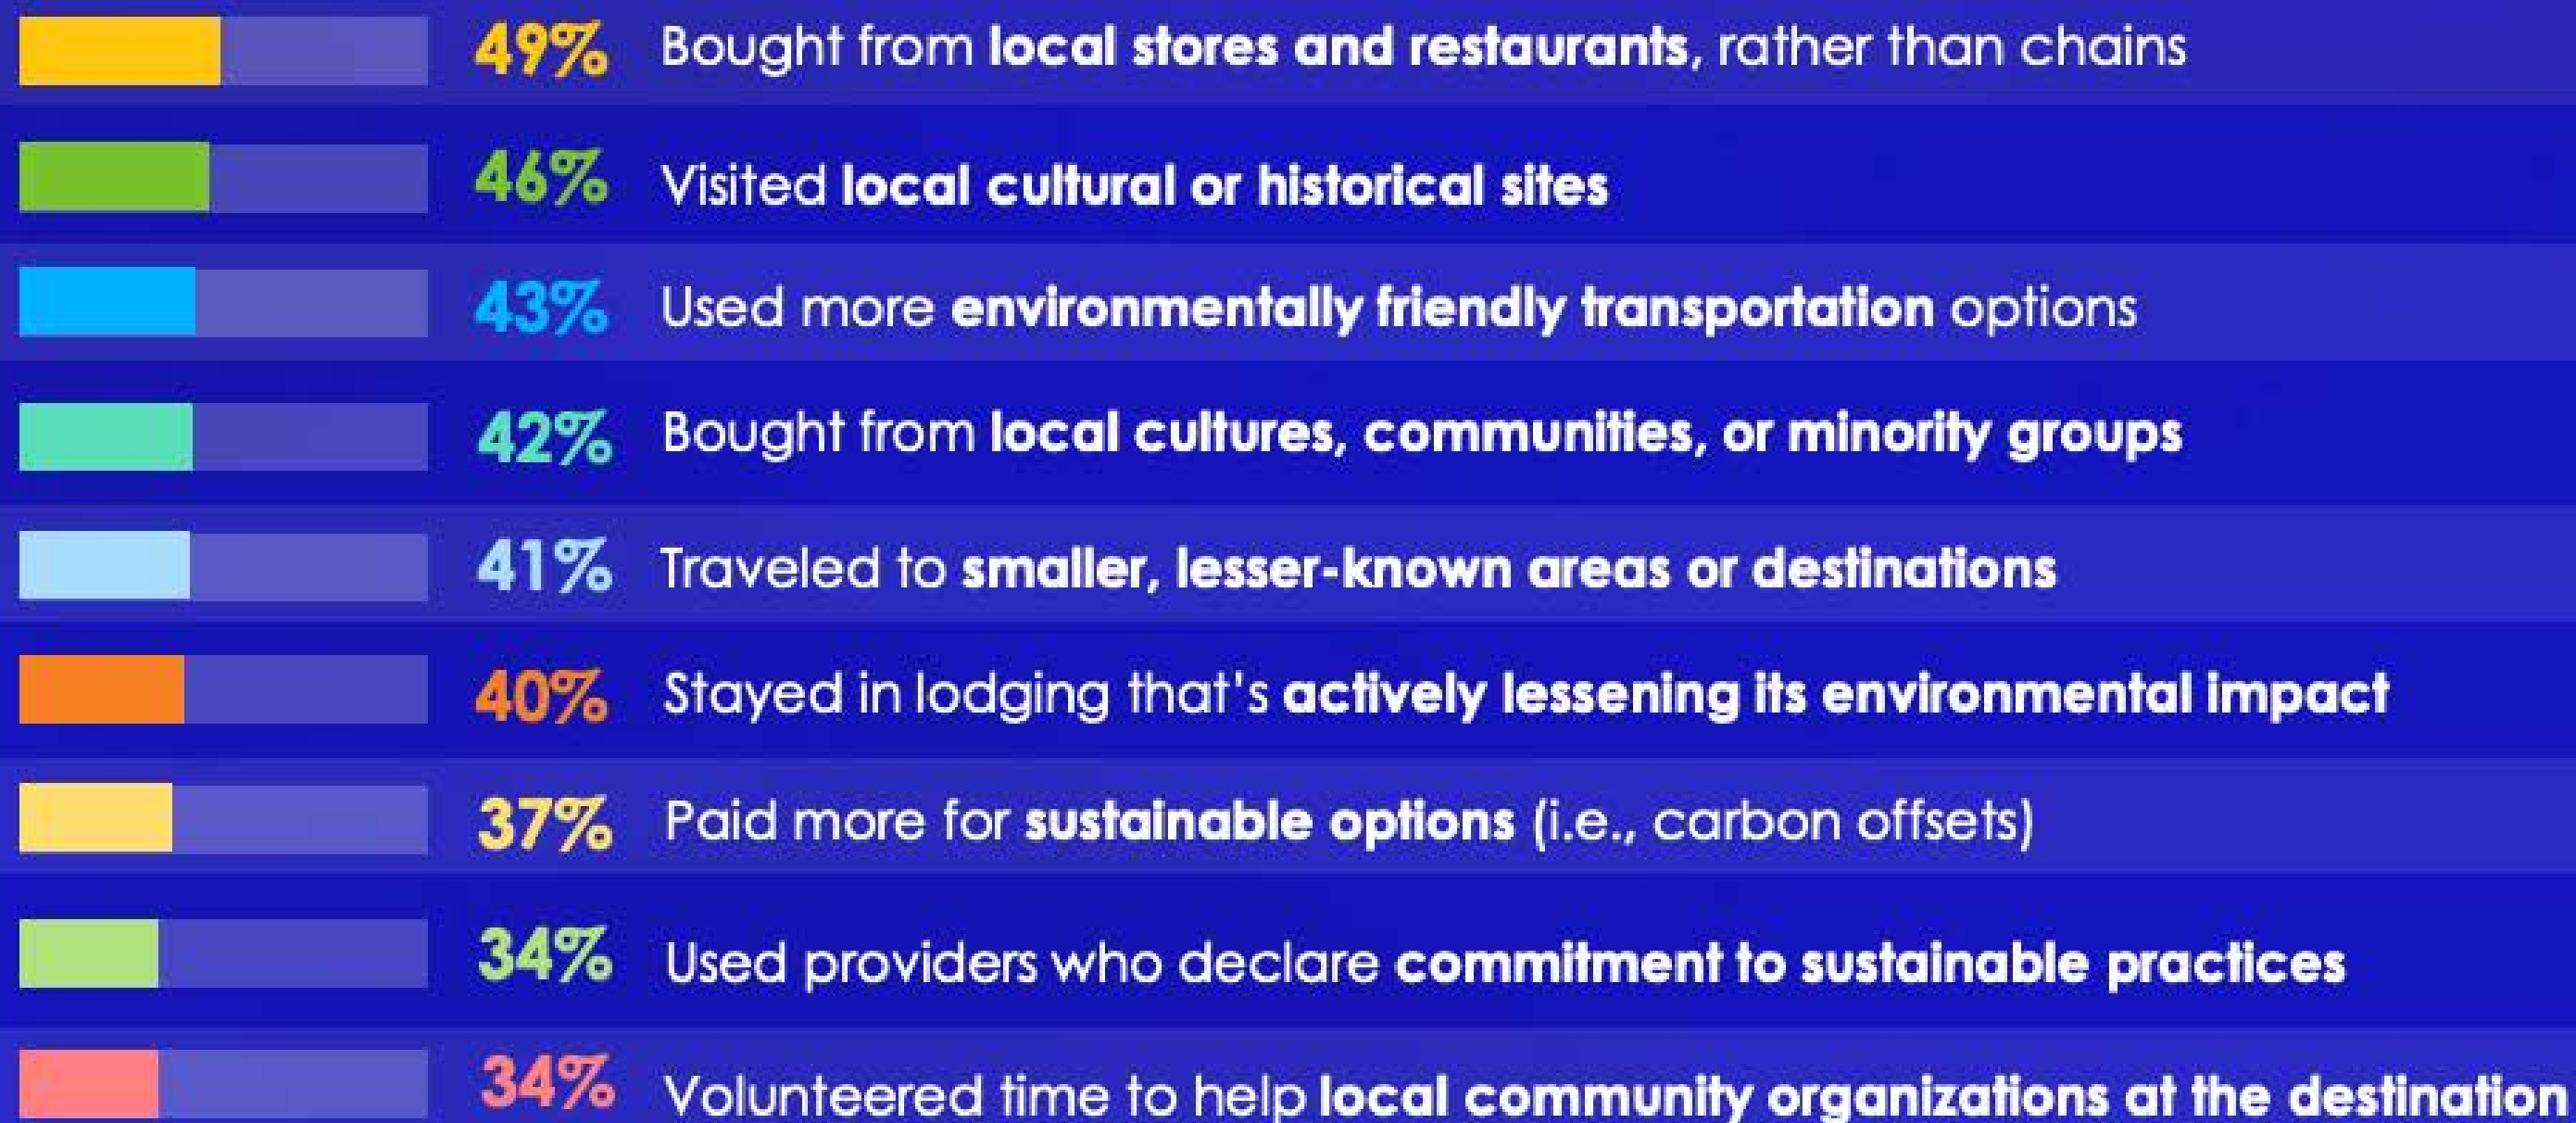 49% Bought from local stores and restaurants, rather than chains
46% Visited local cultural or historical sites
43% Used more environmentally friendly transportation options
42% Bought from local cultures, communities, or minority groups
41% Traveled to smaller, lesser-known areas or destinations
40% Stayed in lodging that's actively lessening its environmental impact
37% Paid more for sustainable options (i.e., carbon offsets)
34% Used providers who declare commitment to sustainable practices
34% Volunteered time to help local community organizations at the destination